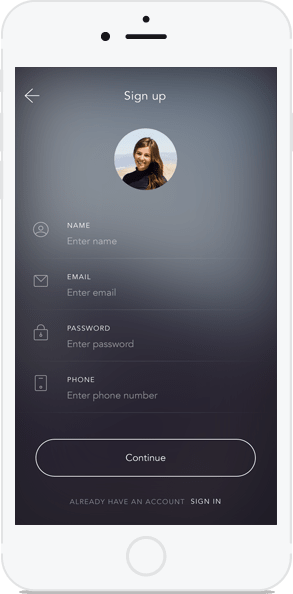 Sign up
NAME
Enter name
EMAIL
Enter email
PASSWORD
Enter password
PHONE
Enter phone number
Continue
ALREADY HAVE AN ACCOUNT SIGN IN